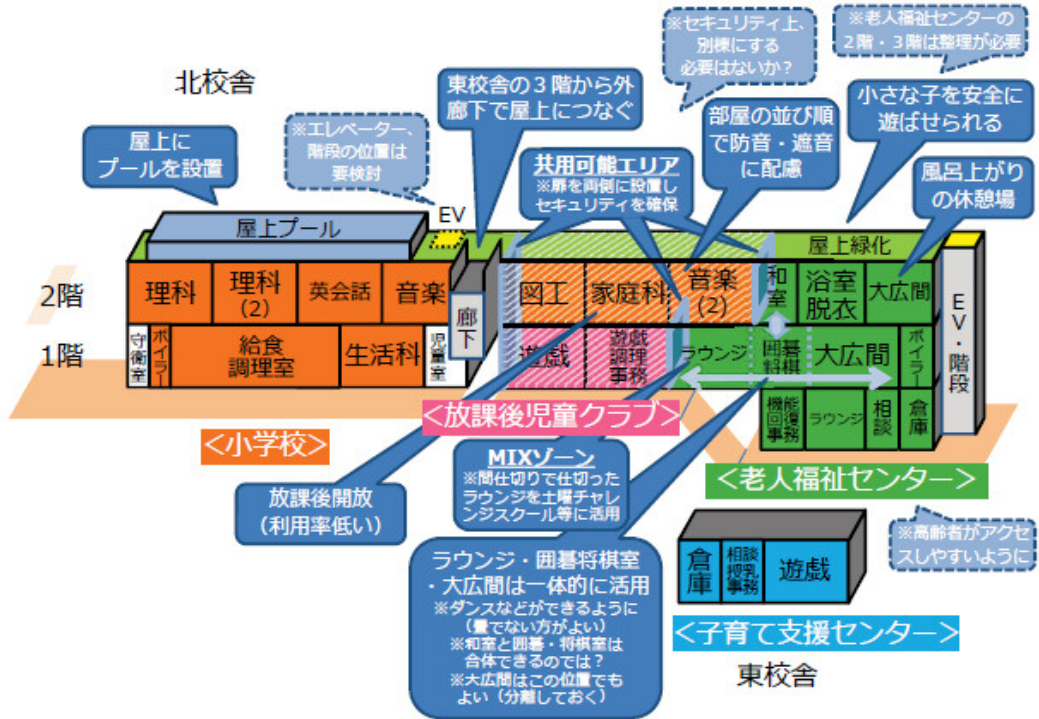 北校舎
屋上に
プールを設置
※エレベーター、
階段の位置は
要検討
東校舎の３階から外
廊下で屋上につなぐ
※セキュリティ上、
別棟にする
必要はないか？
※老人福祉センターの
２階・３階は整理が必要
共用可能エリア
※扉を両側に設置し
セキュリティを確保
部屋の並び順
で防音・遮音
に配慮
小さな子を安全に
遊ばせられる
風呂上がり
の休憩場
EV
屋上プール
屋上緑化
2階
理科
理科
(2)
英会話
音楽
廊下
図工
家庭科
音楽
(2)
和室
浴室
脱衣
大広間
EV・階段
1階
守衛室
ボイラー
給食
調理室
生活科
児童室
遊戯
遊戯
調理
事務
ラウンジ
囲碁
将棋
大広間
ボイラー
機能
回復
事務
ラウンジ
相談
倉庫
＜小学校＞
＜放課後児童クラブ＞
＜老人福祉センター＞
放課後開放
（利用率低い）
MIXゾーン
※間仕切りで仕切った
ラウンジを土曜チャレ
ンジスクール等に活用
※高齢者がアクセ
スしやすいように
ラウンジ・囲碁将棋室
・大広間は一体的に活用
※ダンスなどができるように
（畳でない方がよい）
※和室と囲碁・将棋室は
合体できるのでは？
※大広間はこの位置でも
よい（分離しておく）
倉庫
相談
授乳
事務
遊戯
＜子育て支援センター＞
東校舎